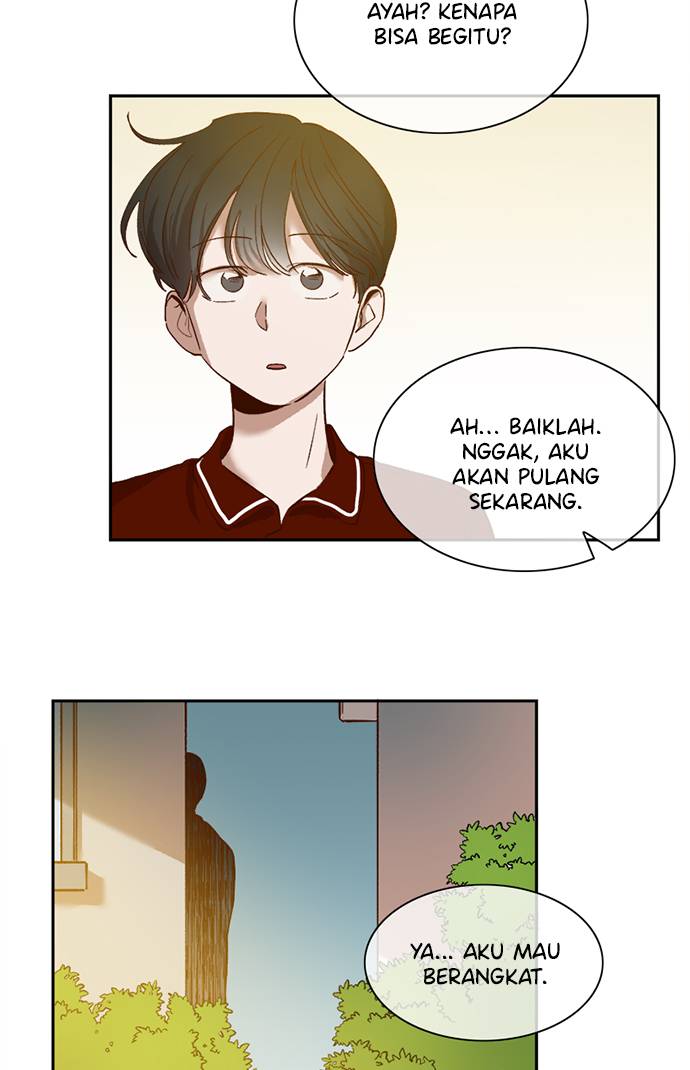 AYAH? KENAPA
BISA BEGITU?
AH... BAIKLAH.
NGGAK, AKU
AKAN PULANG
SEKARANG.
YA... AKU MAU
BERANGKAT.